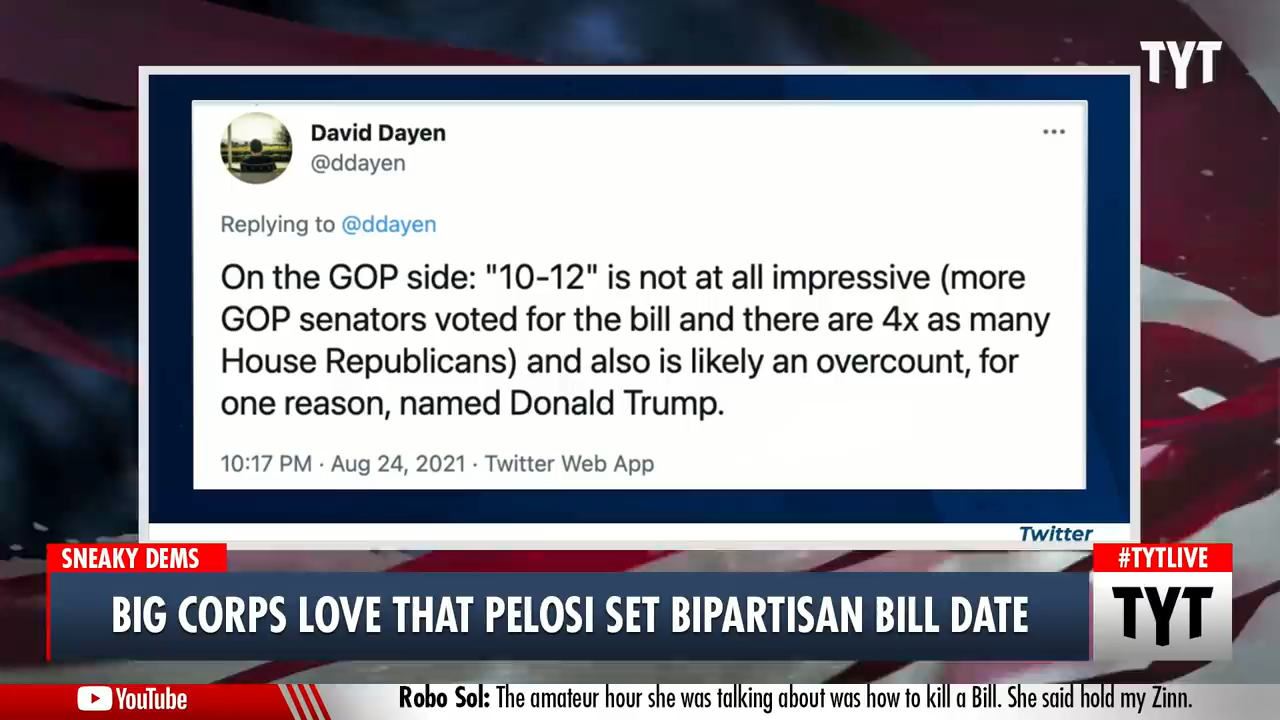 TYT
David Dayen
@ddayen
Replying to @ddayen
On the GOP side: "10-12" is not at all impressive (more
GOP senators voted for the bill and there are 4x as many
House Republicans) and also is likely an overcount, for
one reason, named Donald Trump.
10:17 PM · Aug 24, 2021 · Twitter Web App
Twitter
SNEAKY DEMS
#TYTLIVE
BIG CORPS LOVE THAT PELOSI SET BIPARTISAN BILL DATE
TYT
YouTube
Robo Sol: The amateur hour she was talking about was how to kill a Bill. She said hold my Zinn.